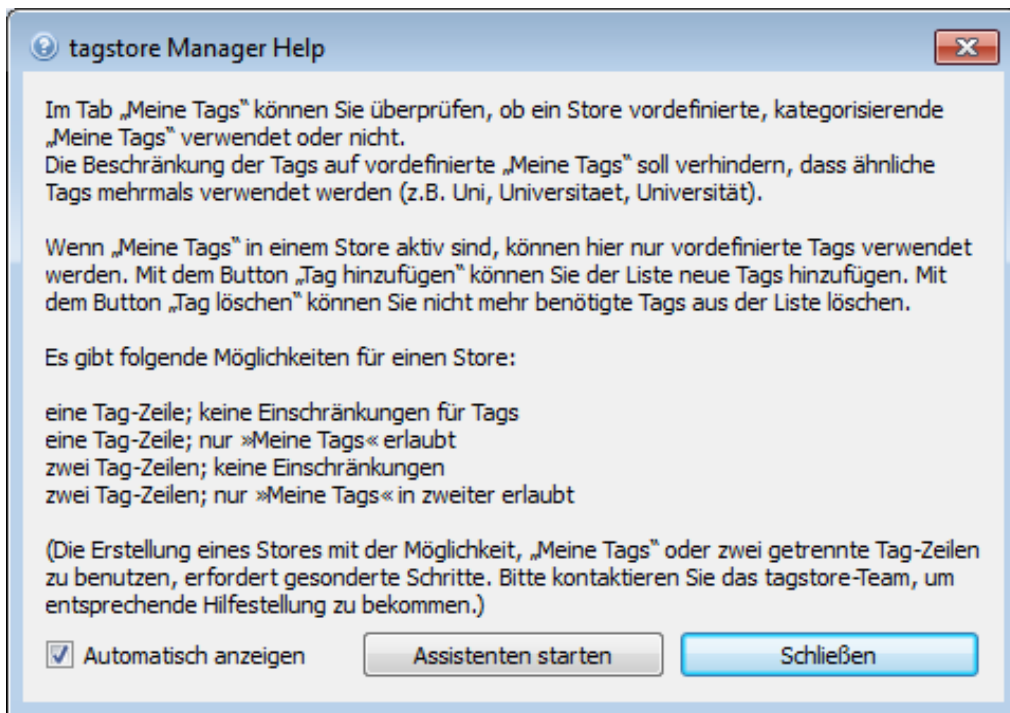 tagstore Manager Help
Im Tab „Meine Tags“ können Sie überprüfen, ob ein Store vordefinierte, kategorisierende
„Meine Tags“ verwendet oder nicht.
Die Beschränkung der Tags auf vordefinierte „Meine Tags“ soll verhindern, dass ähnliche
Tags mehrmals verwendet werden (z.B. Uni, Universitaet, Universität).
Wenn „Meine Tags“ in einem Store aktiv sind, können hier nur vordefinierte Tags verwendet
werden. Mit dem Button „Tag hinzufügen“ können Sie der Liste neue Tags hinzufügen. Mit
dem Button „Tag löschen“ können Sie nicht mehr benötigte Tags aus der Liste löschen.
Es gibt folgende Möglichkeiten für einen Store:
eine Tag-Zeile; keine Einschränkungen für Tags
eine Tag-Zeile; nur »Meine Tags« erlaubt
zwei Tag-Zeilen; keine Einschränkungen
zwei Tag-Zeilen; nur »Meine Tags« in zweiter erlaubt
(Die Erstellung eines Stores mit der Möglichkeit, „Meine Tags“ oder zwei getrennte Tag-Zeilen
zu benutzen, erfordert gesonderte Schritte. Bitte kontaktieren Sie das tagstore-Team, um
entsprechende Hilfestellung zu bekommen.)
Automatisch anzeigen
Assistenten starten
Schließen